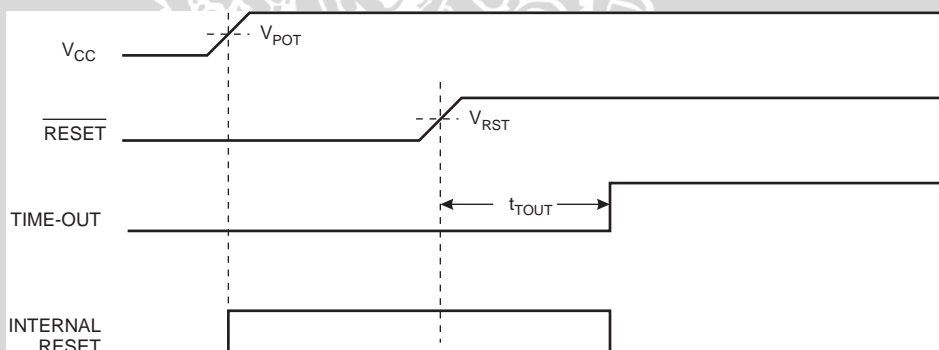 VCC
VPOT
RESET
VRST
TIME-OUT
tTOUT
INTERNAL
RESET